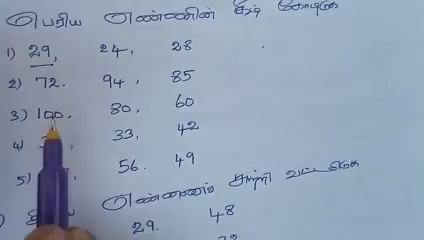 பெரிய எண்ணின் கீழ் கோடிடுக
1) 29, 24, 28
2) 72. 94, 85
3) 100, 80, 60
4) 33, 42
5) 56. 49
எண்ணைச் சுற்றி வட்டமிடுக
29. 48